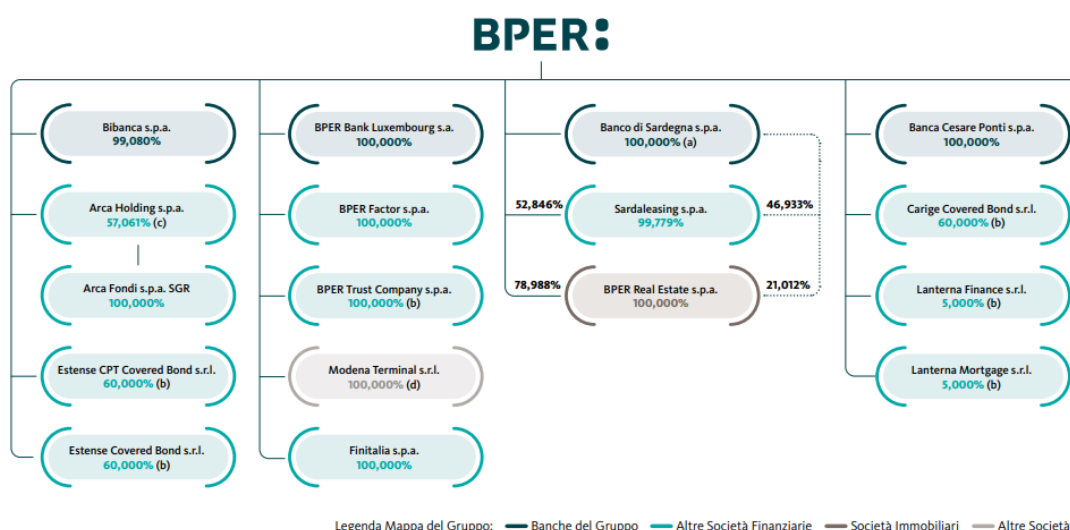 BPER:
Bibanca s.p.a.
99,080%
Arca Holding s.p.a.
57,061% (c)
Arca Fondi s.p.a. SGR
100,000%
Estense CPT Covered Bond s.r.l.
60,000% (b)
Estense Covered Bond s.r.l.
60,000% (b)
BPER Bank Luxembourg s.a.
100,000%
BPER Factor s.p.a.
100,000%
BPER Trust Company s.p.a.
100,000% (b)
Modena Terminal s.r.l.
100,000% (d)
Finitalia s.p.a.
100,000%
Banco di Sardegna s.p.a.
100,000% (a)
52,846%
Sardaleasing s.p.a.
99,779%
46,933%
78,988%
BPER Real Estate s.p.a.
100,000%
21,012%
Banca Cesare Ponti s.p.a.
100,000%
Carige Covered Bond s.r.l.
60,000% (b)
Lanterna Finance s.r.l.
5,000% (b)
Lanterna Mortgage s.r.l.
5,000% (b)
Legenda Mappa del Gruppo: Banche del Gruppo Altre Società Finanziarie Società Immobiliari Altre Società